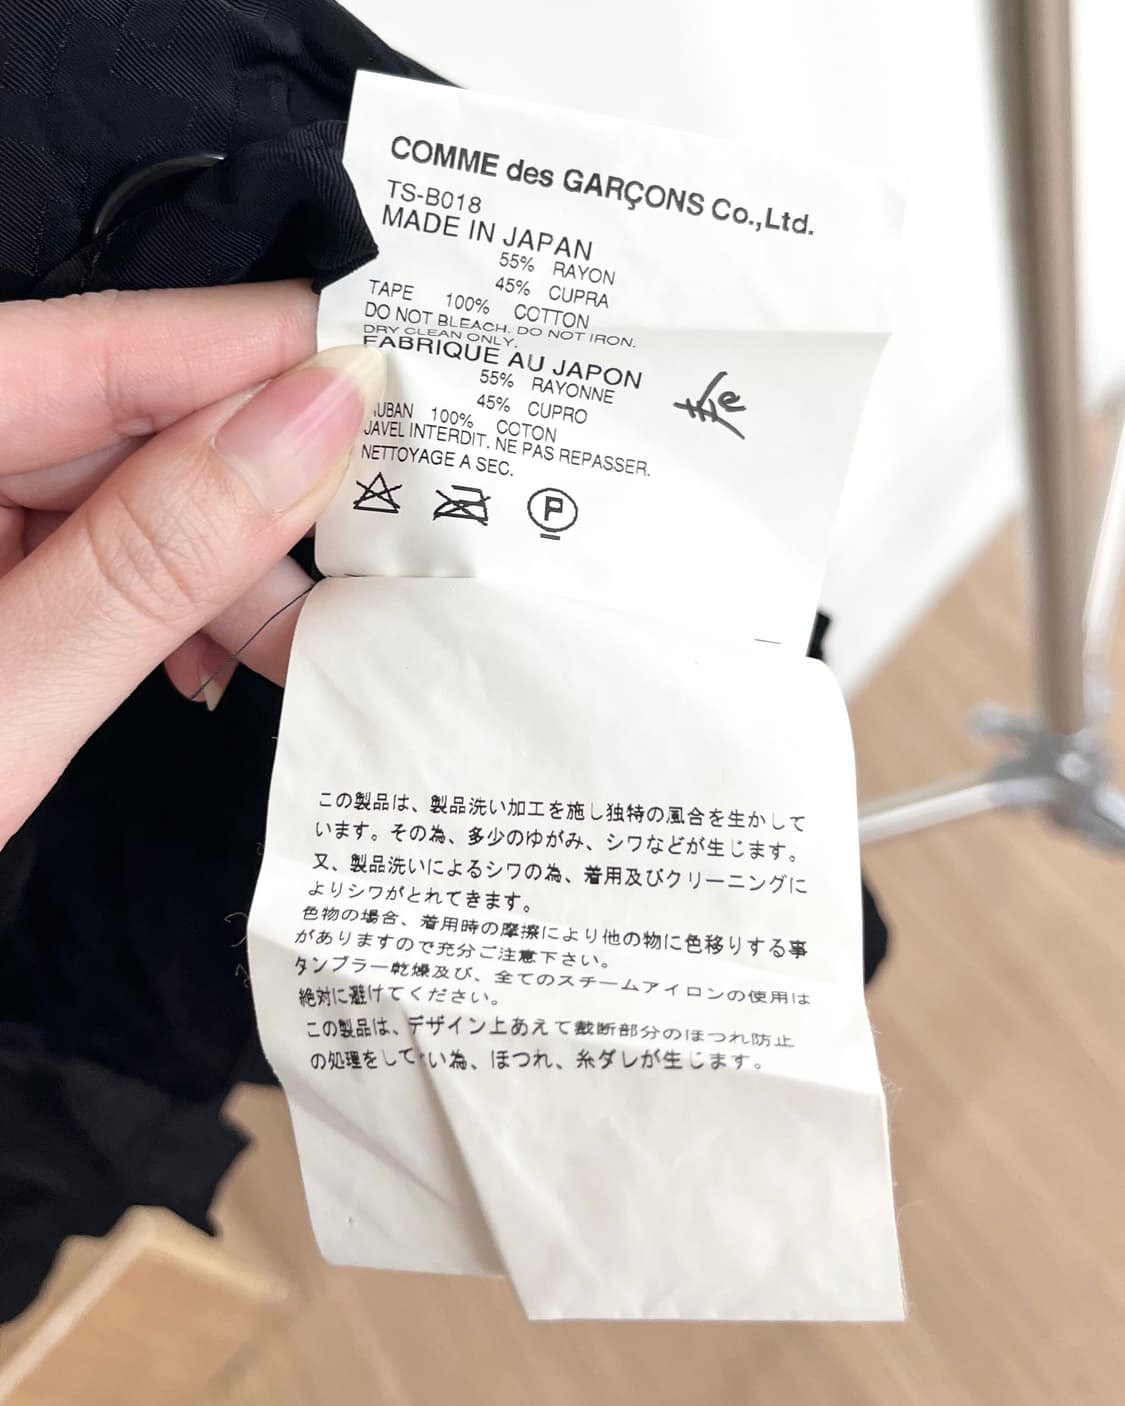 COMME des GARÇONS Co.,Ltd.
TS-B018
MADE IN JAPAN
55% RAYON
45% CUPRA
TAPE 100% COTTON
DO NOT BLEACH. DO NOT IRON.
DRY CLEAN ONLY.
FABRIQUE AU JAPON
55% RAYONNE
45% CUPRO
RUBAN 100% COTON
JAVEL INTERDIT. NE PAS REPASSER.
NETTOYAGE A SEC.
P
この製品は、製品洗い加工を施し独特の風合を生かして
います。その為、多少のゆがみ、シワなどが生じます。
又、製品洗いによるシワの為、着用及びクリーニングに
よりシワがとれてきます。
色物の場合、着用時の摩擦により他の物に色移りする事
がありますので充分ご注意下さい。
タンブラー乾燥及び、全てのスチームアイロンの使用は
絶対に避けてください。
この製品は、デザイン上あえて裁断部分のほつれ防止
の処理をしてい為、ほつれ、糸ダレが生じます。